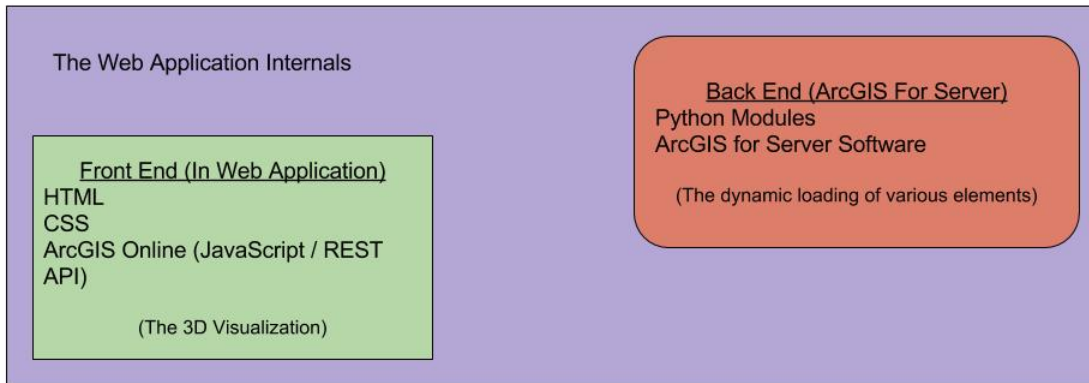 The Web Application Internals
Front End (In Web Application)
HTML
CSS
ArcGIS Online (JavaScript / REST
API)
(The 3D Visualization)
Back End (ArcGIS For Server)
Python Modules
ArcGIS for Server Software
(The dynamic loading of various elements)